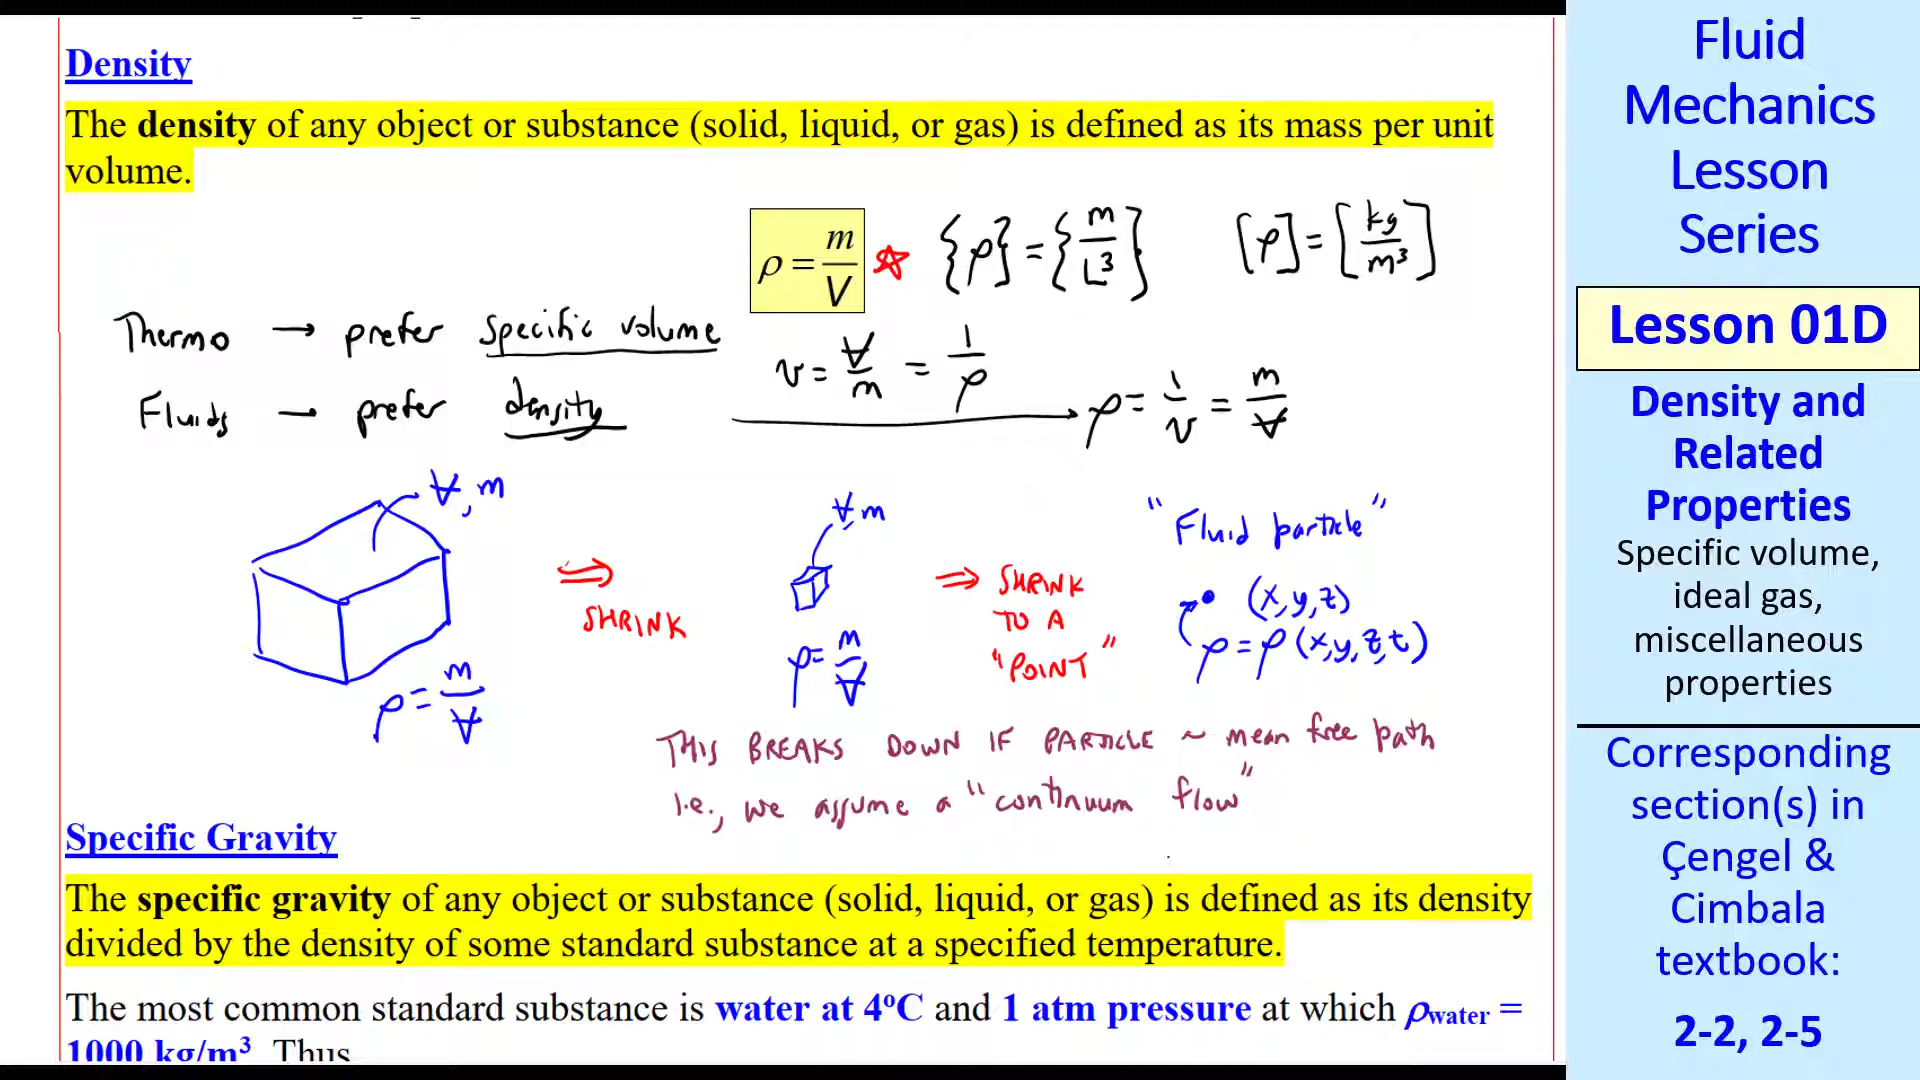 Density
The density of any object or substance (solid, liquid, or gas) is defined as its mass per unit
volume.
ρ = m/V
{ρ} = {m/L³}
[ρ] = [kg/m³]
Thermo → prefer specific volume
v = V̶/m = 1/ρ
Fluids → prefer density
ρ = 1/v = m/V̶
V̶, m
ρ = m/V̶
⇒
SHRINK
V̶, m
ρ = m/V̶
⇒ SHRINK
TO A
"POINT"
"Fluid particle"
(x,y,z)
ρ = ρ(x,y,z,t)
THIS BREAKS DOWN IF PARTICLE ~ mean free path
i.e., we assume a "continuum flow"
Specific Gravity
The specific gravity of any object or substance (solid, liquid, or gas) is defined as its density
divided by the density of some standard substance at a specified temperature.
The most common standard substance is water at 4°C and 1 atm pressure at which ρwater =
1000 kg/m³. Thus
Fluid
Mechanics
Lesson
Series
Lesson 01D
Density and
Related
Properties
Specific volume,
ideal gas,
miscellaneous
properties
Corresponding
section(s) in
Çengel &
Cimbala
textbook:
2-2, 2-5